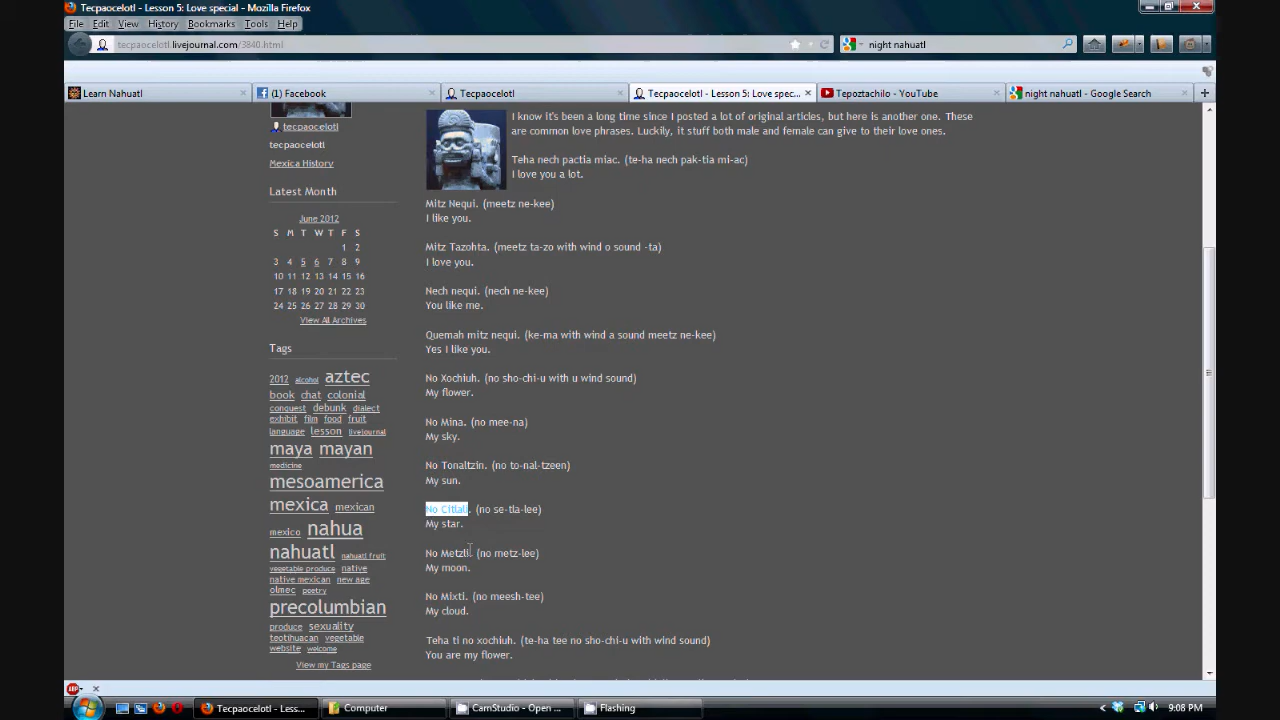 Tecpaocelotl - Lesson 5: Love special - Mozilla Firefox
File Edit View History Bookmarks Tools Help
tecpaocelotl.livejournal.com/3840.html
night nahuatl
Learn Nahuatl
(1) Facebook
Tecpaocelotl
Tecpaocelotl - Lesson 5: Love spec...
Tepoztachilo - YouTube
night nahuatl - Google Search
tecpaocelotl
tecpaocelotl
Mexica History
Latest Month
June 2012
S M T W T F S
1 2
3 4 5 6 7 8 9
10 11 12 13 14 15 16
17 18 19 20 21 22 23
24 25 26 27 28 29 30
View All Archives
Tags
2012 alcohol aztec
book chat colonial
conquest debunk dialect
exhibit film food fruit
language lesson livejournal
maya mayan
medicine
mesoamerica
mexica mexican
mexico nahua
nahuatl nahuatl fruit
vegetable produce native
native mexican new age
olmec poetry
precolumbian
produce sexuality
teotihuacan vegetable
website welcome
View my Tags page
I know it's been a long time since I posted a lot of original articles, but here is another one. These
are common love phrases. Luckily, it stuff both male and female can give to their love ones.
Teha nech pactia miac. (te-ha nech pak-tia mi-ac)
I love you a lot.
Mitz Nequi. (meetz ne-kee)
I like you.
Mitz Tazohta. (meetz ta-zo with wind o sound -ta)
I love you.
Nech nequi. (nech ne-kee)
You like me.
Quemah mitz nequi. (ke-ma with wind a sound meetz ne-kee)
Yes I like you.
No Xochiuh. (no sho-chi-u with u wind sound)
My flower.
No Mina. (no mee-na)
My sky.
No Tonaltzin. (no to-nal-tzeen)
My sun.
No Citlali. (no se-tla-lee)
My star.
No Metzli. (no metz-lee)
My moon.
No Mixti. (no meesh-tee)
My cloud.
Teha ti no xochiuh. (te-ha tee no sho-chi-u with wind sound)
You are my flower.
ABP
Tecpaocelotl - Less...
Computer
CamStudio - Open ...
Flashing
9:08 PM